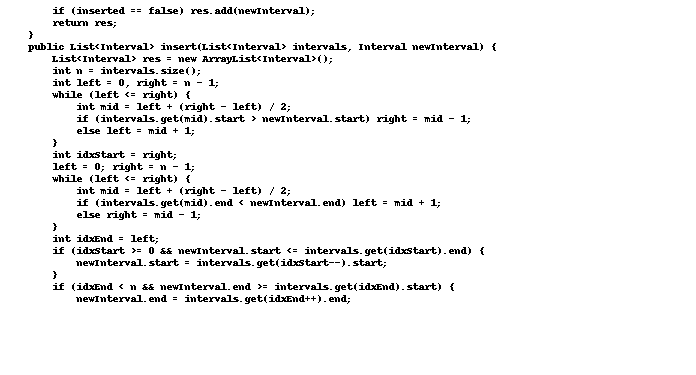 if (inserted == false) res.add(newInterval);
return res;
}
public List<Interval> insert(List<Interval> intervals, Interval newInterval) {
List<Interval> res = new ArrayList<Interval>();
int n = intervals.size();
int left = 0, right = n - 1;
while (left <= right) {
int mid = left + (right - left) / 2;
if (intervals.get(mid).start > newInterval.start) right = mid - 1;
else left = mid + 1;
}
int idxStart = right;
left = 0; right = n - 1;
while (left <= right) {
int mid = left + (right - left) / 2;
if (intervals.get(mid).end < newInterval.end) left = mid + 1;
else right = mid - 1;
}
int idxEnd = left;
if (idxStart >= 0 && newInterval.start <= intervals.get(idxStart).end) {
newInterval.start = intervals.get(idxStart--).start;
}
if (idxEnd < n && newInterval.end >= intervals.get(idxEnd).start) {
newInterval.end = intervals.get(idxEnd++).end;